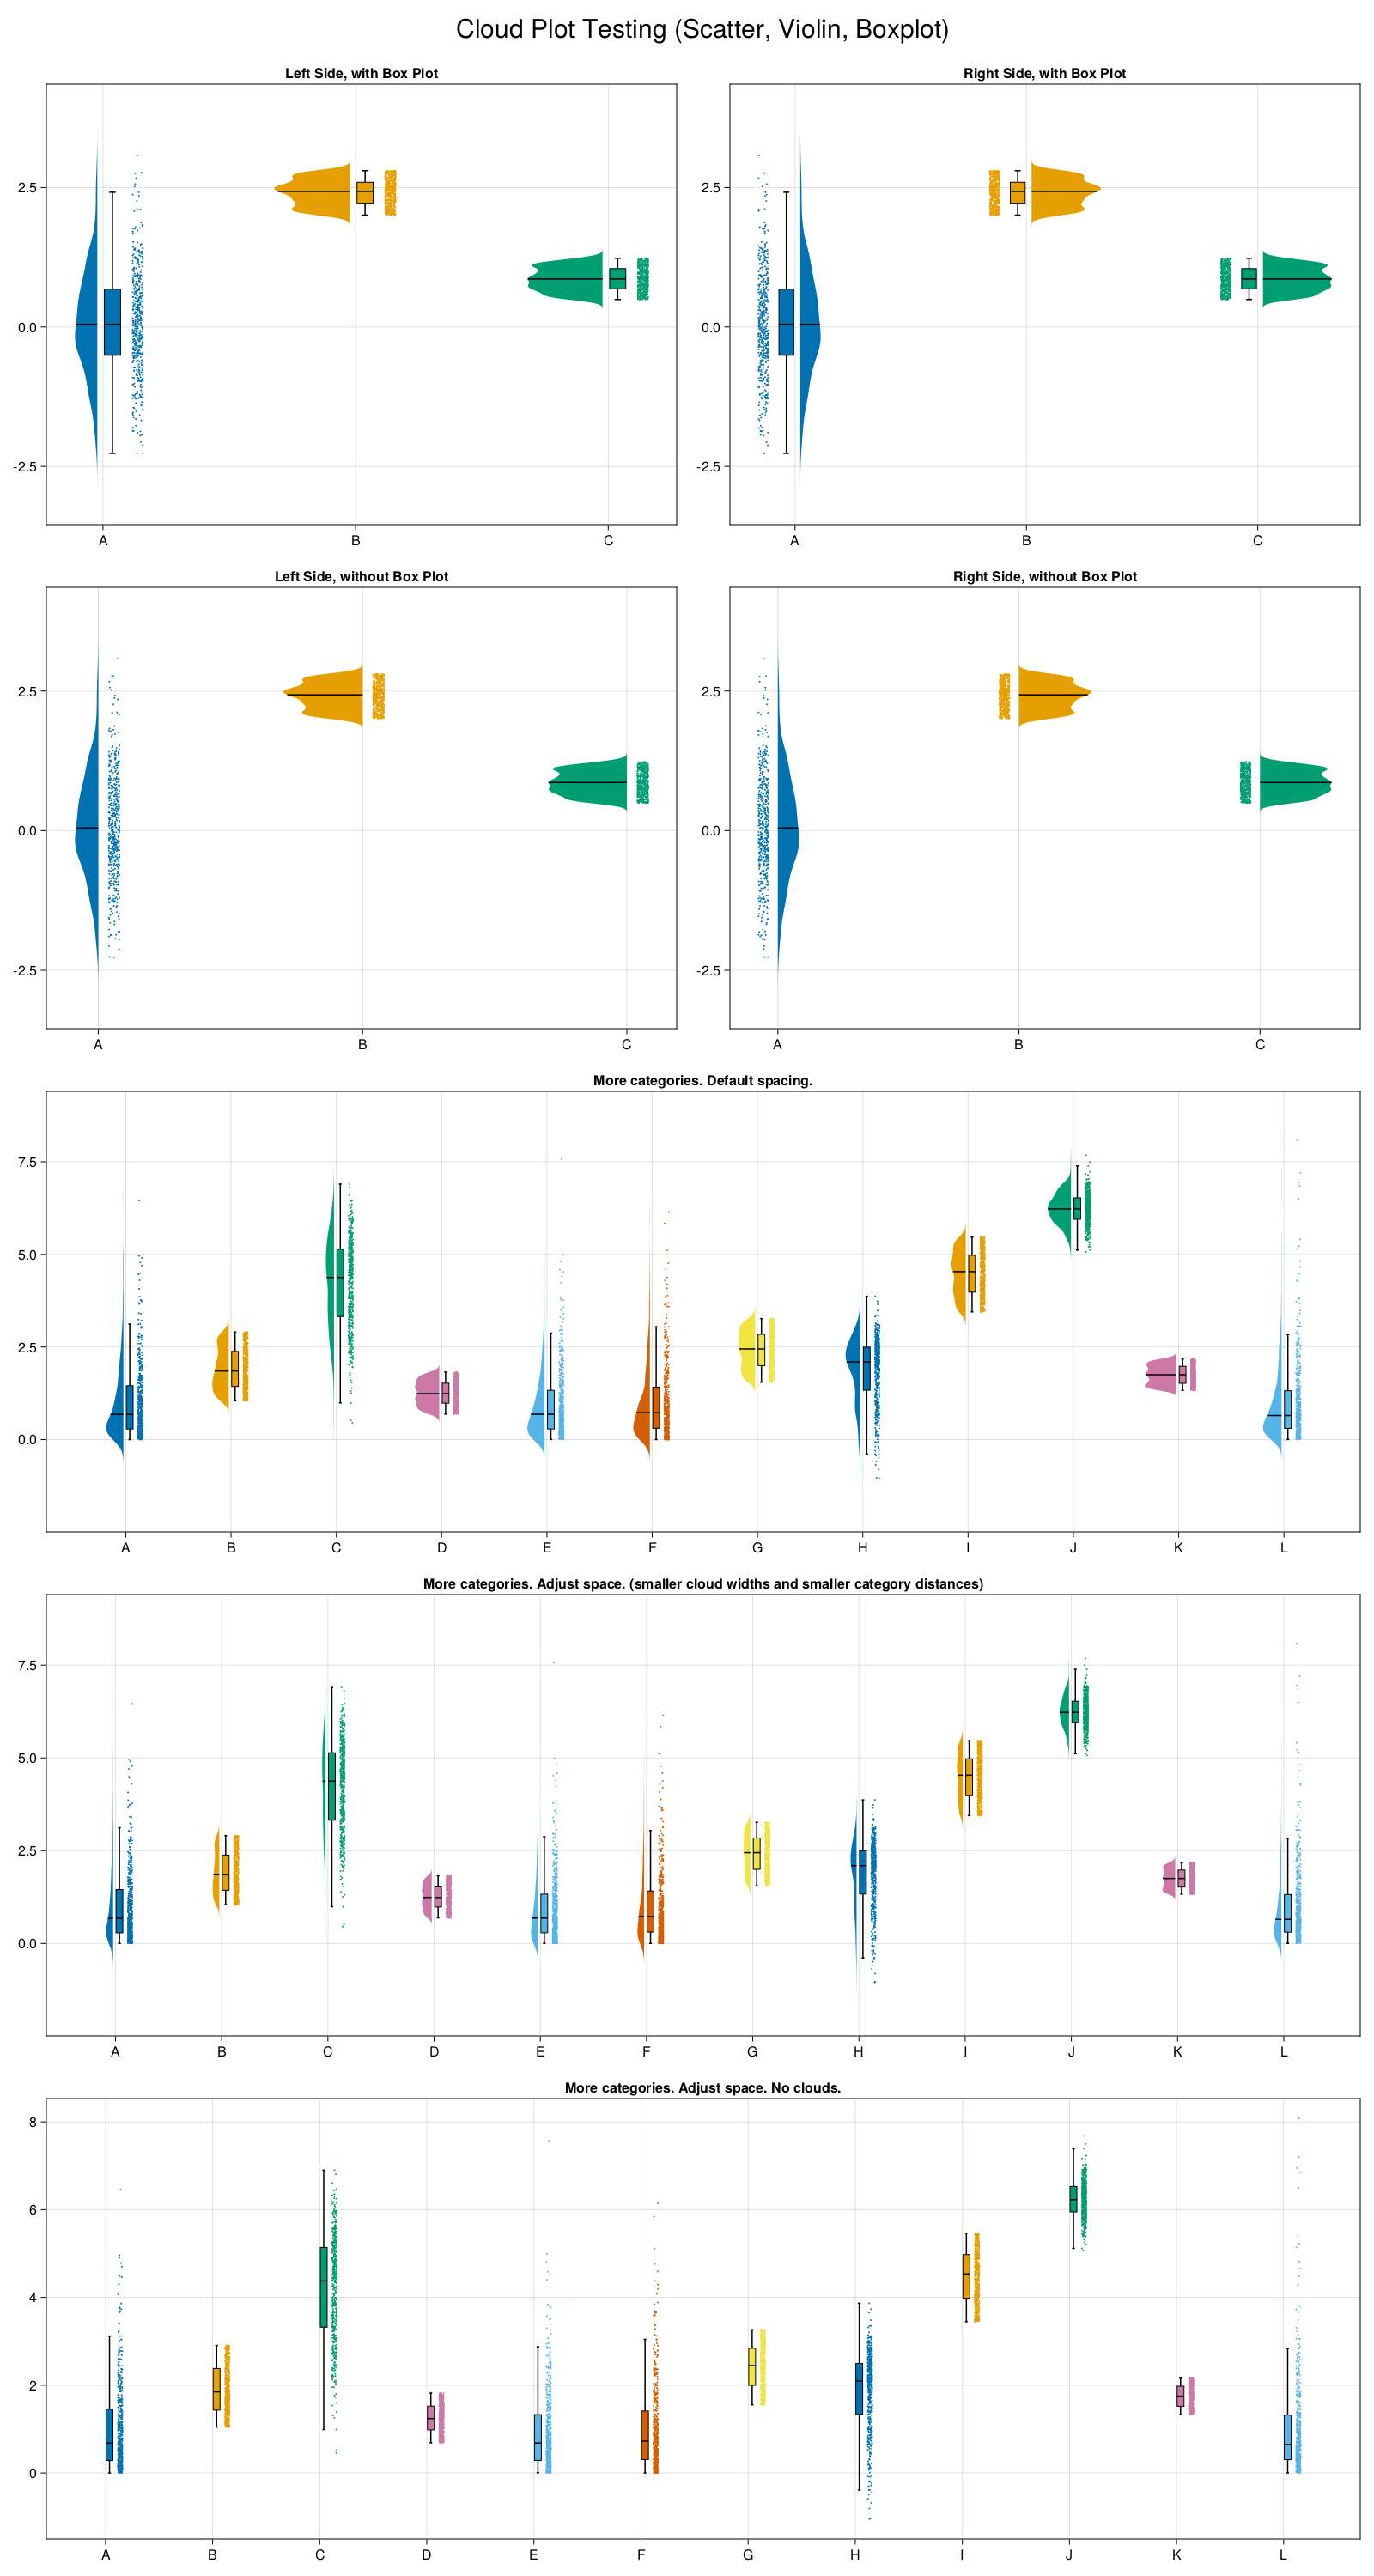 Cloud Plot Testing (Scatter, Violin, Boxplot)
Left Side, with Box Plot
2.5
0.0
-2.5
A B C
Right Side, with Box Plot
2.5
0.0
-2.5
A B C
Left Side, without Box Plot
2.5
0.0
-2.5
A B C
Right Side, without Box Plot
2.5
0.0
-2.5
A B C
More categories. Default spacing.
7.5
5.0
2.5
0.0
A B C D E F G H I J K L
More categories. Adjust space. (smaller cloud widths and smaller category distances)
7.5
5.0
2.5
0.0
A B C D E F G H I J K L
More categories. Adjust space. No clouds.
8
6
4
2
0
A B C D E F G H I J K L